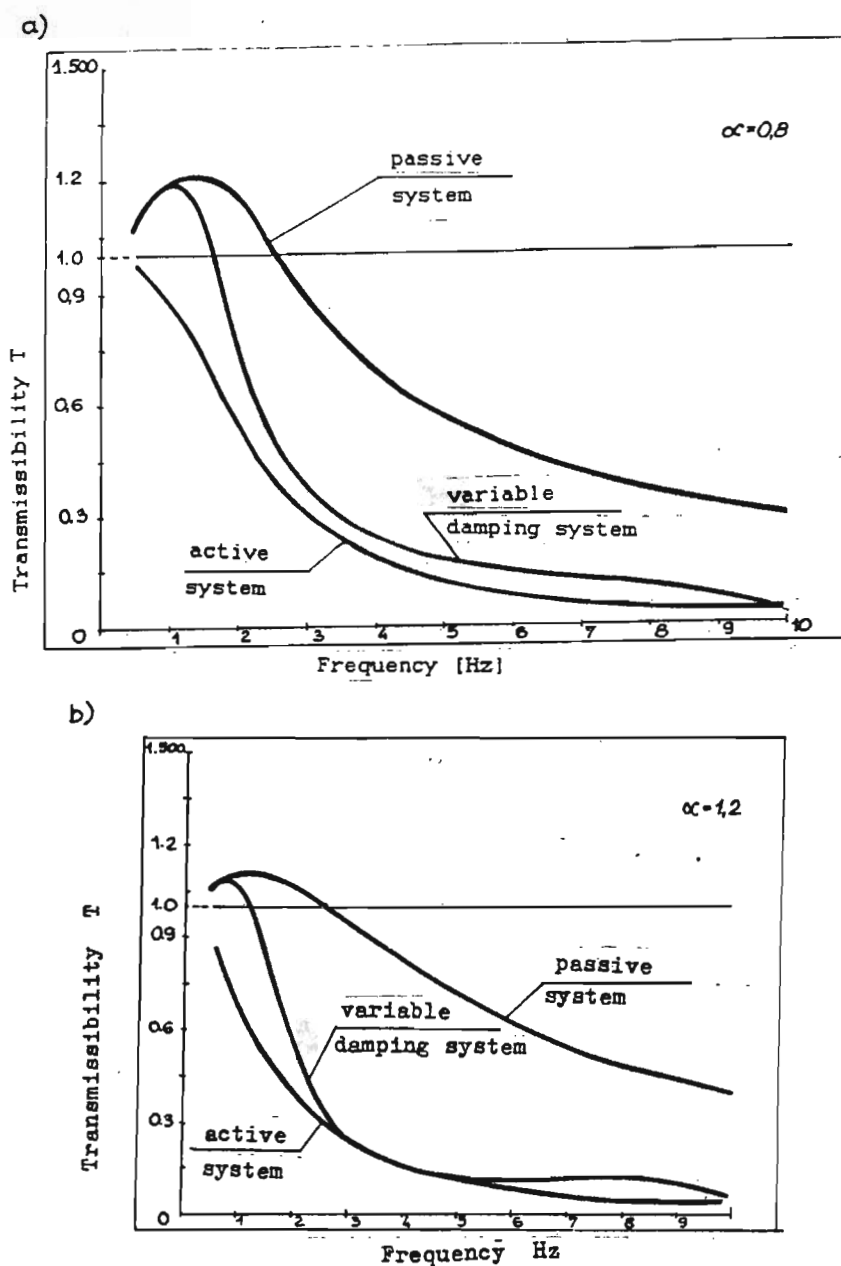 a)
1.500
α=0,8
passive
system
1.2
1.0
0.9
Transmissibility T
0.6
variable
damping system
0.3
active
system
0
1 2 3 4 5 6 7 8 9 10
Frequency [Hz]
b)
1.500
α=1,2
1.2
1.0
0.9
Transmissibility T
passive
system
variable
damping system
0.6
0.3
active
system
0
1 2 3 4 5 6 7 8 9
Frequency Hz